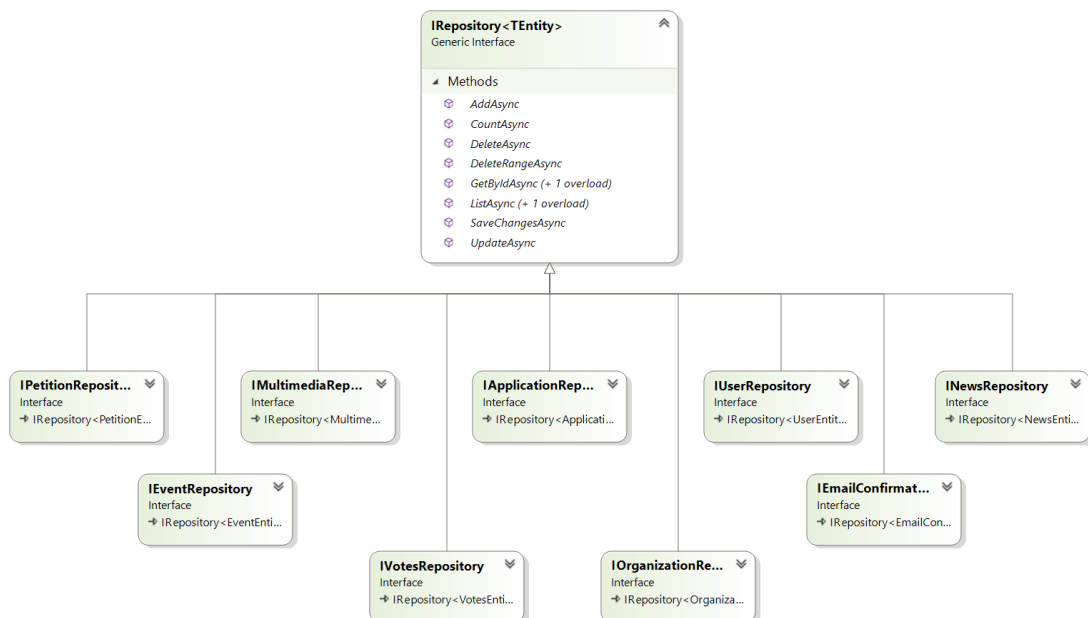 IRepository<TEntity>
Generic Interface
Methods
AddAsync
CountAsync
DeleteAsync
DeleteRangeAsync
GetByIdAsync (+ 1 overload)
ListAsync (+ 1 overload)
SaveChangesAsync
UpdateAsync
IPetitionReposit...
Interface
IRepository<PetitionE...
IMultimediaRep...
Interface
IRepository<Multime...
IApplicationRep...
Interface
IRepository<Applicati...
IUserRepository
Interface
IRepository<UserEntit...
INewsRepository
Interface
IRepository<NewsEnti...
IEventRepository
Interface
IRepository<EventEnti...
IEmailConfirmat...
Interface
IRepository<EmailCon...
IVotesRepository
Interface
IRepository<VotesEnti...
IOrganizationRe...
Interface
IRepository<Organiza...